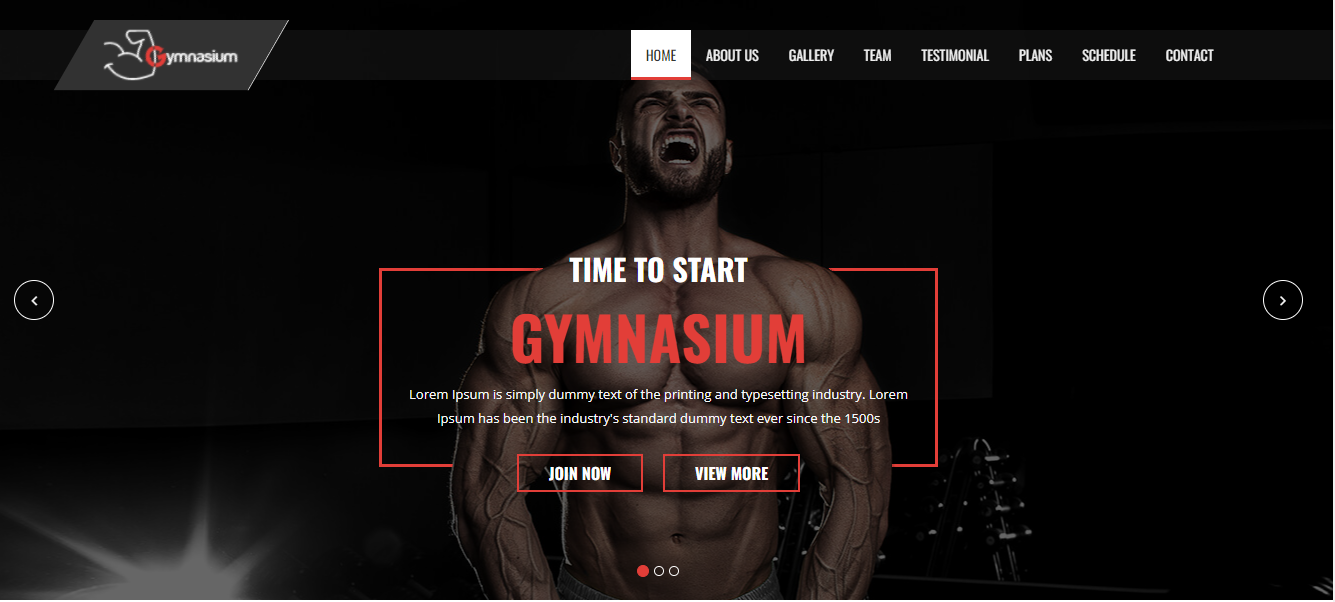 Gymnasium
HOME ABOUT US GALLERY TEAM TESTIMONIAL PLANS SCHEDULE CONTACT
TIME TO START
GYMNASIUM
Lorem Ipsum is simply dummy text of the printing and typesetting industry. Lorem
Ipsum has been the industry's standard dummy text ever since the 1500s
JOIN NOW VIEW MORE